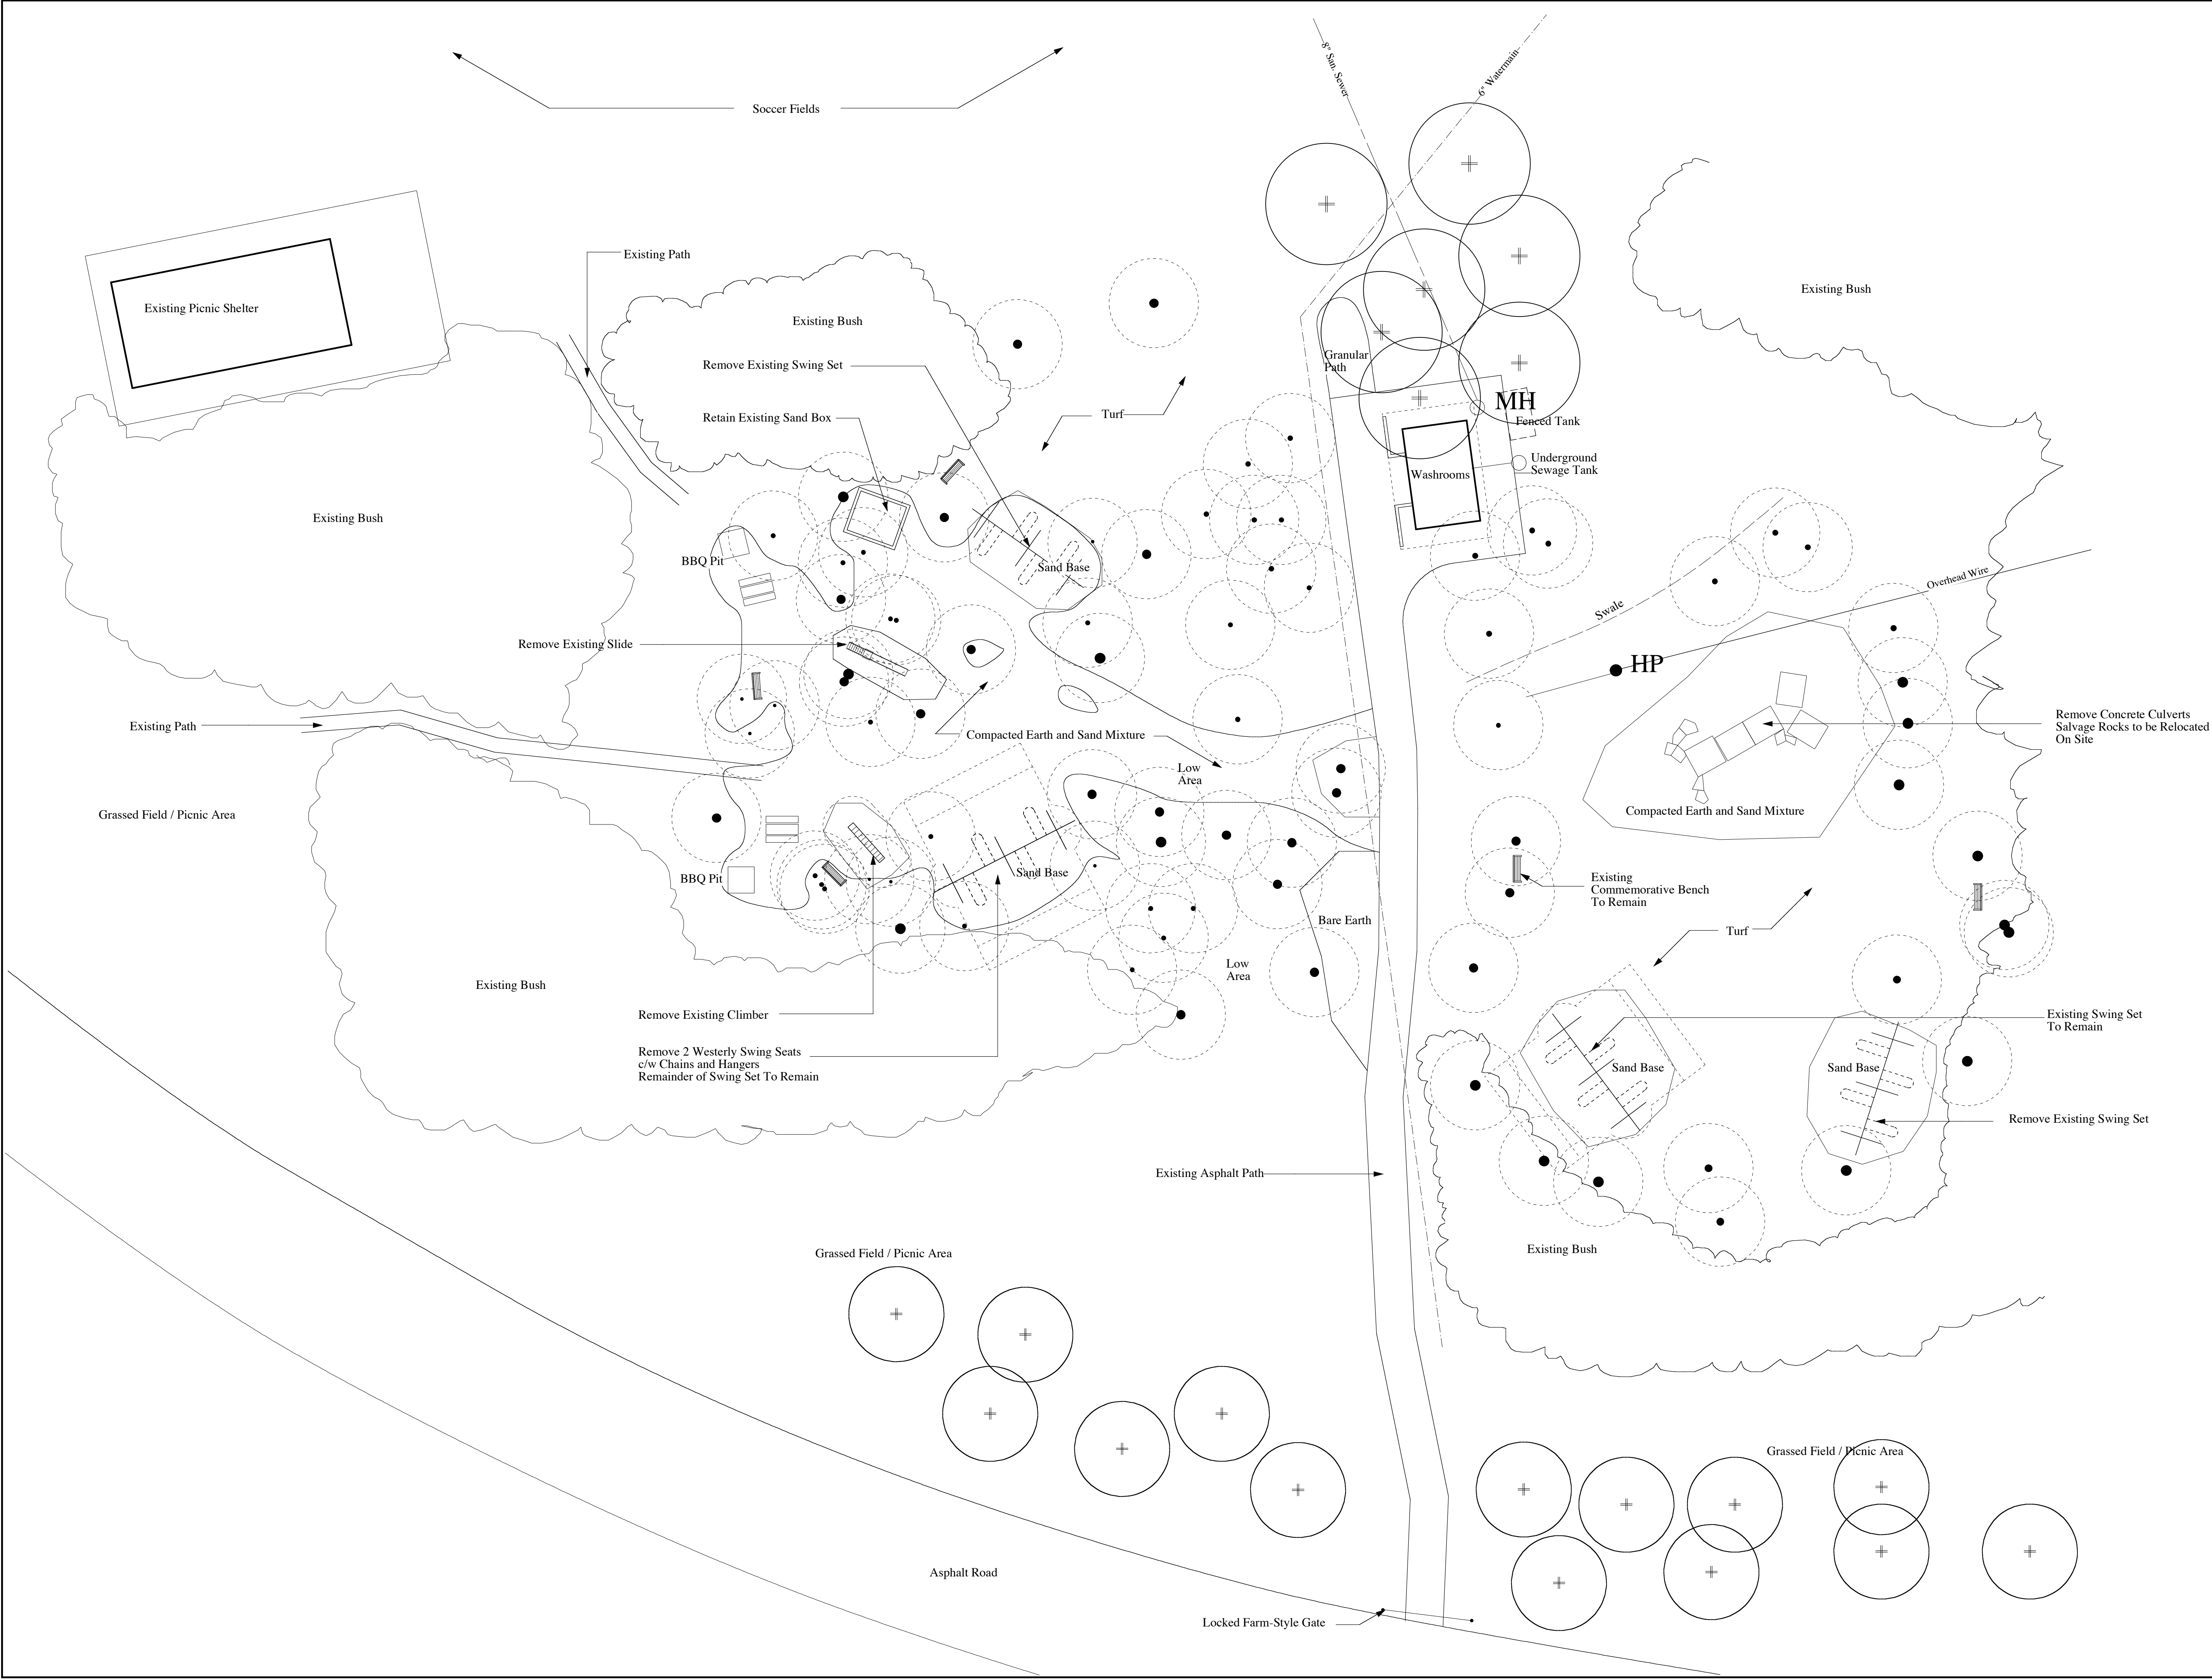 8" San. Sewer
6" Watermain
Soccer Fields
Existing Path
Existing Bush
Existing Picnic Shelter
Existing Bush
Granular
Path
Remove Existing Swing Set
MH
Retain Existing Sand Box
Turf
Fenced Tank
Underground
Sewage Tank
Washrooms
Existing Bush
BBQ Pit
Sand Base
Overhead Wire
Swale
Remove Existing Slide
HP
Existing Path
Compacted Earth and Sand Mixture
Remove Concrete Culverts
Salvage Rocks to be Relocated
On Site
Low
Area
Grassed Field / Picnic Area
Compacted Earth and Sand Mixture
BBQ Pit
Sand Base
Existing
Commemorative Bench
To Remain
Bare Earth
Turf
Low
Area
Existing Bush
Remove Existing Climber
Existing Swing Set
To Remain
Remove 2 Westerly Swing Seats
c/w Chains and Hangers
Remainder of Swing Set To Remain
Sand Base
Sand Base
Remove Existing Swing Set
Existing Asphalt Path
Existing Bush
Grassed Field / Picnic Area
Grassed Field / Picnic Area
Asphalt Road
Locked Farm-Style Gate